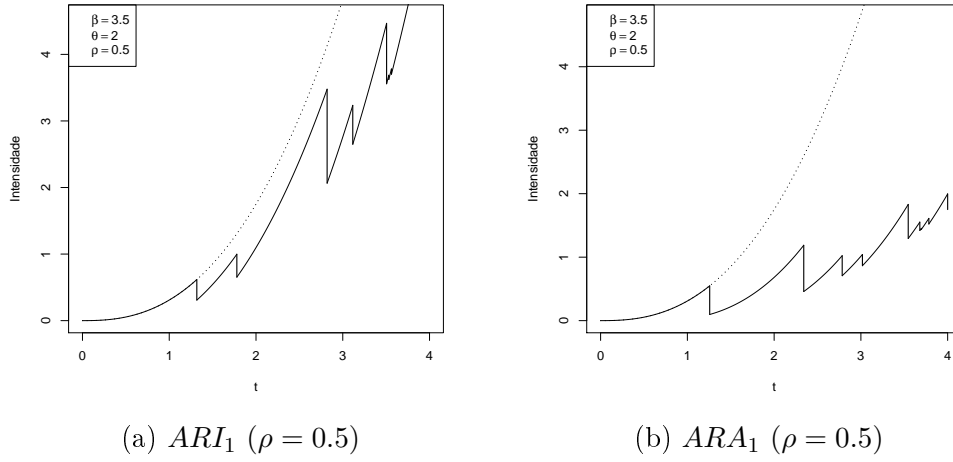 β = 3.5
θ = 2
ρ = 0.5
Intensidade
4
3
2
1
0
0 1 2 3 4
t
(a) ARI₁ (ρ = 0.5)
β = 3.5
θ = 2
ρ = 0.5
Intensidade
4
3
2
1
0
0 1 2 3 4
t
(b) ARA₁ (ρ = 0.5)